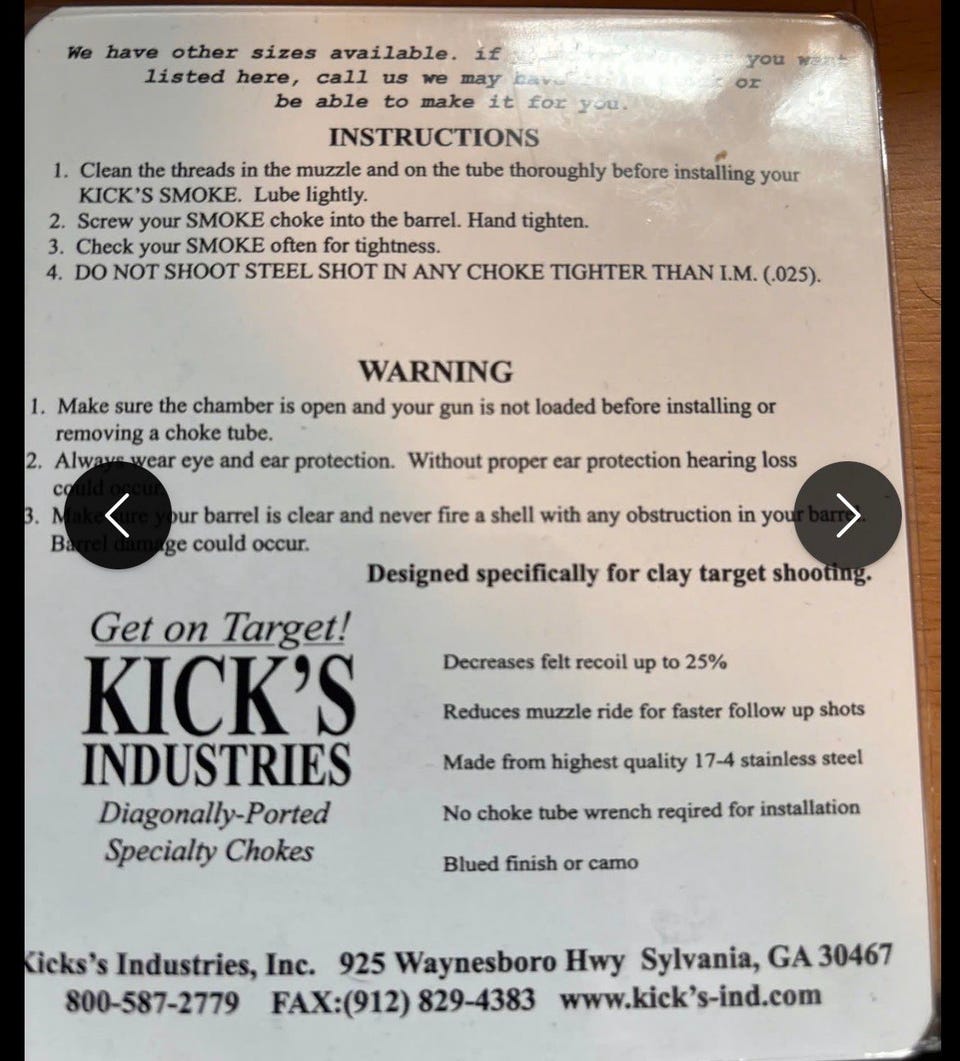 We have other sizes available. if you want
listed here, call us we may have or
be able to make it for you.
INSTRUCTIONS
1. Clean the threads in the muzzle and on the tube thoroughly before installing your
KICK'S SMOKE. Lube lightly.
2. Screw your SMOKE choke into the barrel. Hand tighten.
3. Check your SMOKE often for tightness.
4. DO NOT SHOOT STEEL SHOT IN ANY CHOKE TIGHTER THAN I.M. (.025).
WARNING
1. Make sure the chamber is open and your gun is not loaded before installing or
removing a choke tube.
2. Always wear eye and ear protection. Without proper ear protection hearing loss
could occur.
3. Make sure your barrel is clear and never fire a shell with any obstruction in your barrel.
Barrel damage could occur.
Designed specifically for clay target shooting.
Get on Target!
KICK'S
INDUSTRIES
Diagonally-Ported
Specialty Chokes
Decreases felt recoil up to 25%
Reduces muzzle ride for faster follow up shots
Made from highest quality 17-4 stainless steel
No choke tube wrench reqired for installation
Blued finish or camo
Kicks's Industries, Inc. 925 Waynesboro Hwy Sylvania, GA 30467
800-587-2779 FAX:(912) 829-4383 www.kick's-ind.com